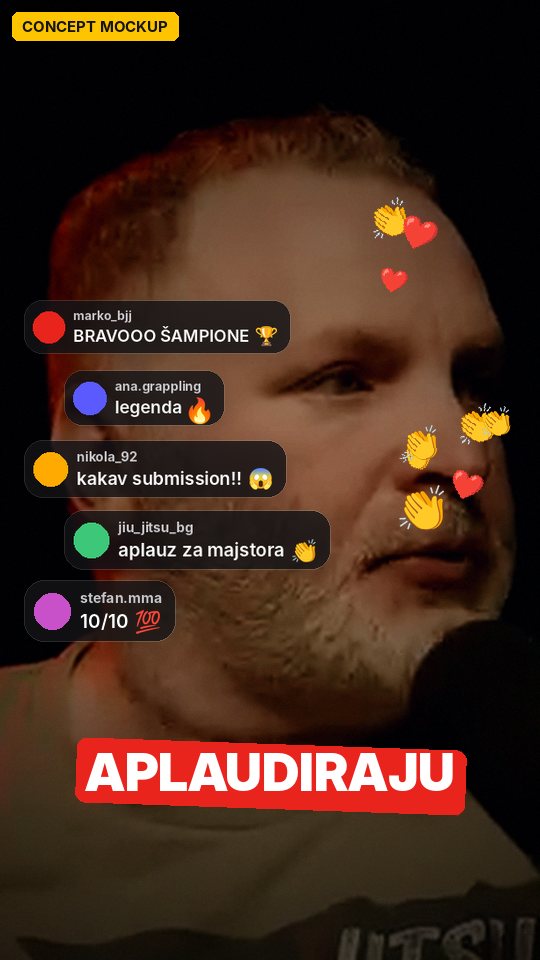 CONCEPT MOCKUP
marko_bjj
BRAVOOO ŠAMPIONE 🏆
ana.grappling
legenda 🔥
nikola_92
kakav submission!! 😱
jiu_jitsu_bg
aplauz za majstora 👏
stefan.mma
10/10 💯
APLAUDIRAJU